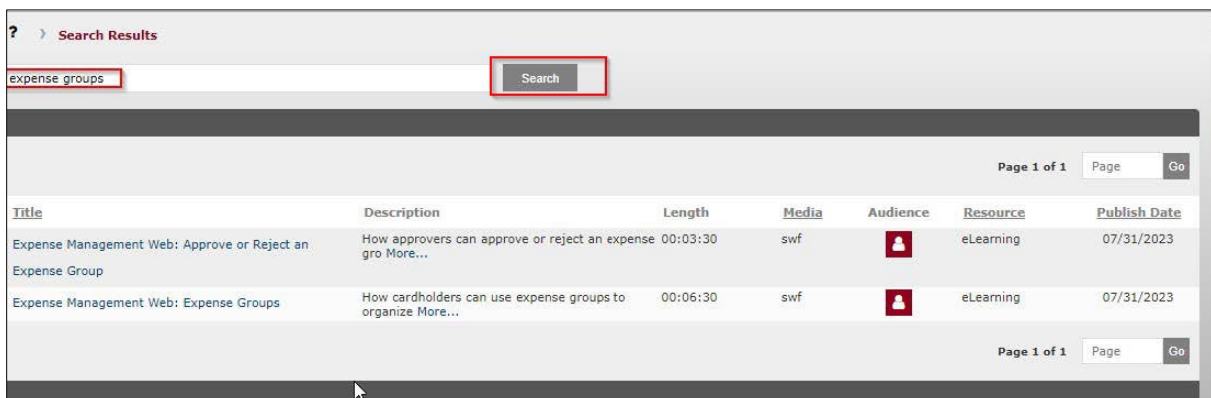 ? > Search Results
expense groups Search
Page 1 of 1 Page Go
Title Description Length Media Audience Resource Publish Date
Expense Management Web: Approve or Reject an How approvers can approve or reject an expense 00:03:30 swf eLearning 07/31/2023
Expense Group gro More...
Expense Management Web: Expense Groups How cardholders can use expense groups to 00:06:30 swf eLearning 07/31/2023
organize More...
Page 1 of 1 Page Go